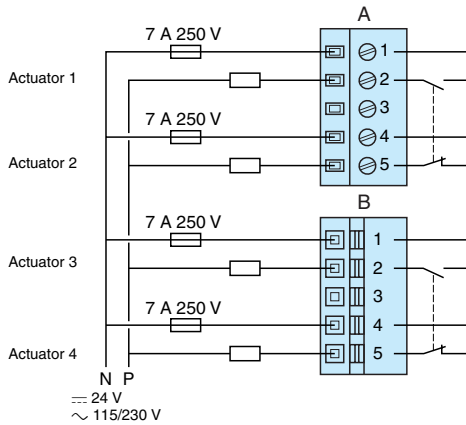 A
7 A 250 V
1
Actuator 1
2
3
7 A 250 V
4
Actuator 2
5
B
7 A 250 V
1
Actuator 3
2
3
7 A 250 V
4
Actuator 4
5
N P
⎓ 24 V
∼ 115/230 V